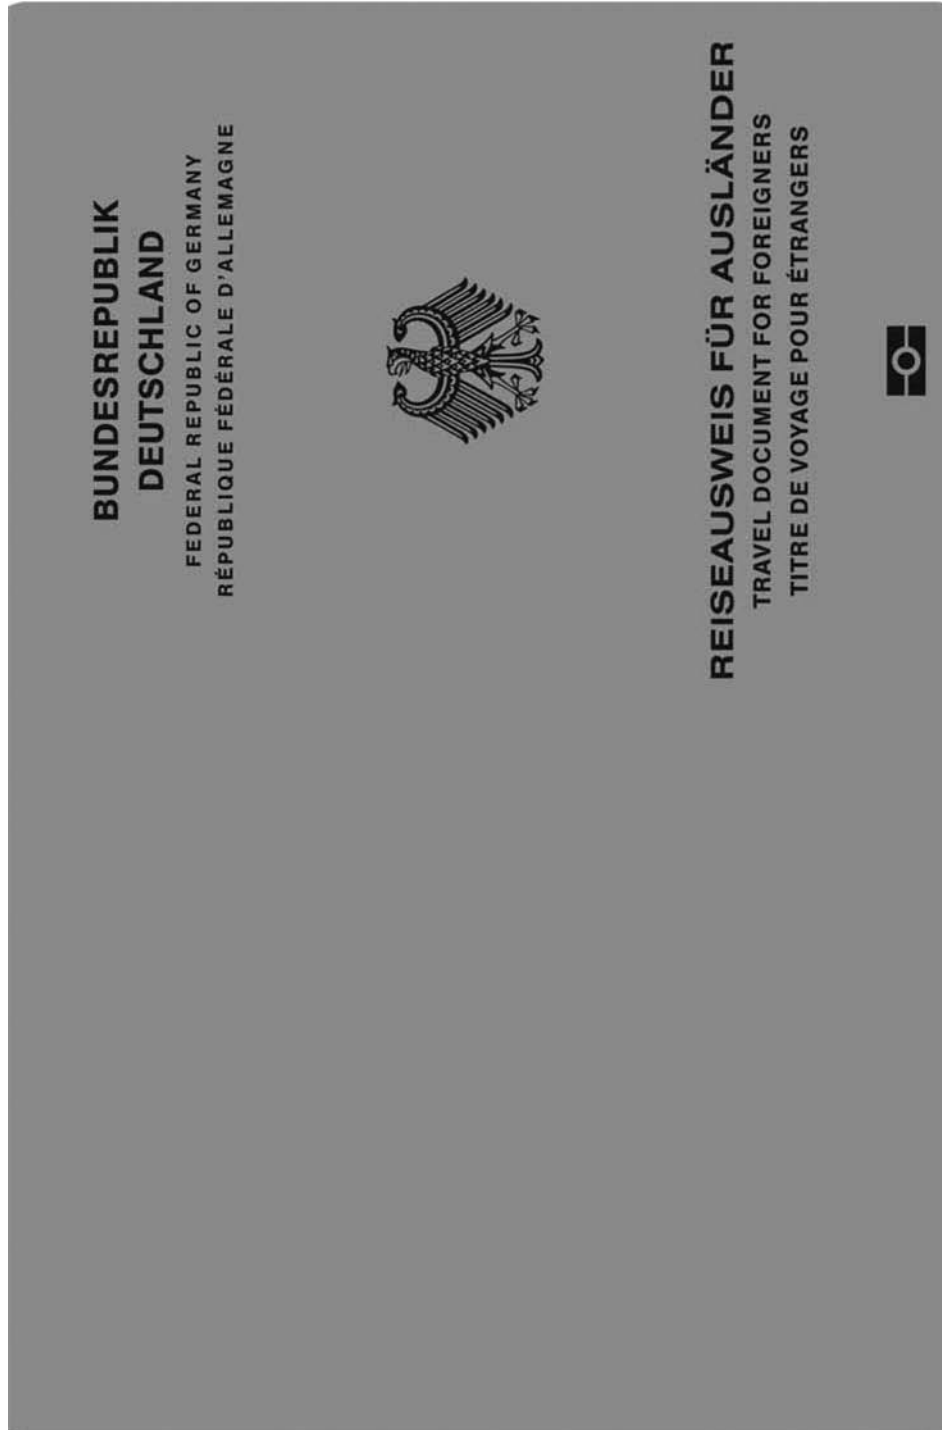 BUNDESREPUBLIK
DEUTSCHLAND
FEDERAL REPUBLIC OF GERMANY
RÉPUBLIQUE FÉDÉRALE D'ALLEMAGNE
REISEAUSWEIS FÜR AUSLÄNDER
TRAVEL DOCUMENT FOR FOREIGNERS
TITRE DE VOYAGE POUR ÉTRANGERS